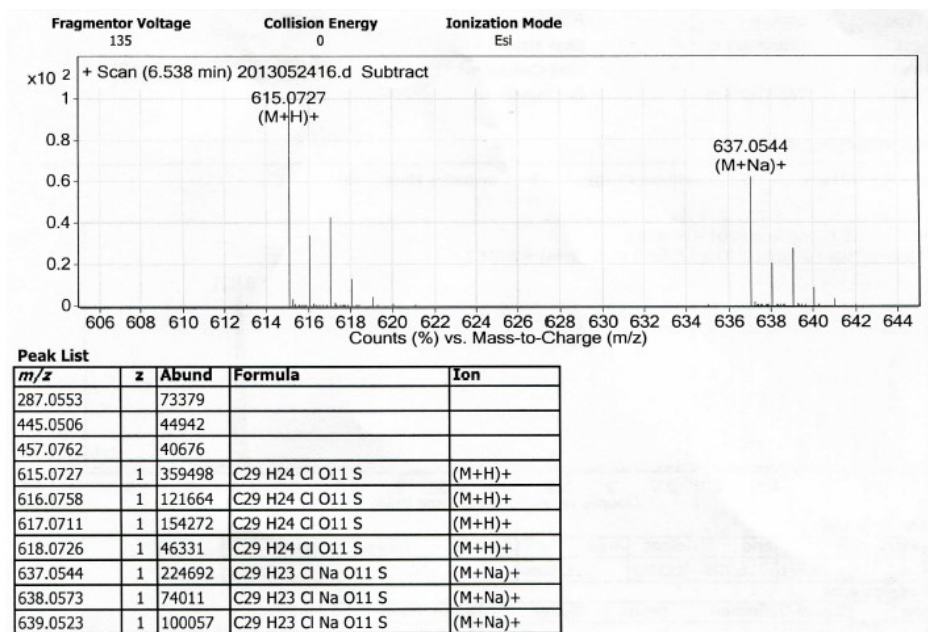 Fragmentor Voltage Collision Energy Ionization Mode
135 0 Esi
x10 2 + Scan (6.538 min) 2013052416.d Subtract
1
615.0727
(M+H)+
0.8
637.0544
(M+Na)+
0.6
0.4
0.2
0
606 608 610 612 614 616 618 620 622 624 626 628 630 632 634 636 638 640 642 644
Counts (%) vs. Mass-to-Charge (m/z)
Peak List
m/z z Abund Formula Ion
287.0553 73379
445.0506 44942
457.0762 40676
615.0727 1 359498 C29 H24 Cl O11 S (M+H)+
616.0758 1 121664 C29 H24 Cl O11 S (M+H)+
617.0711 1 154272 C29 H24 Cl O11 S (M+H)+
618.0726 1 46331 C29 H24 Cl O11 S (M+H)+
637.0544 1 224692 C29 H23 Cl Na O11 S (M+Na)+
638.0573 1 74011 C29 H23 Cl Na O11 S (M+Na)+
639.0523 1 100057 C29 H23 Cl Na O11 S (M+Na)+